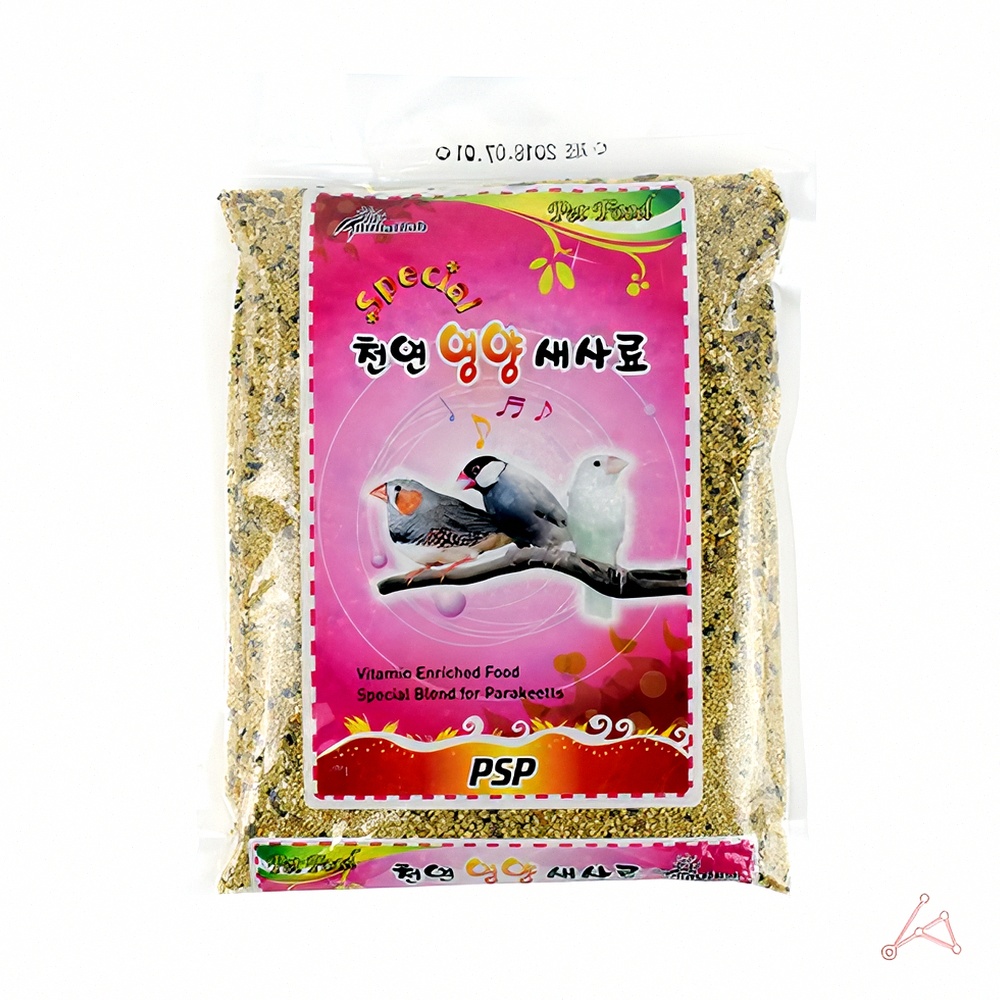 2018.07.01
Pet Food
Special
천연 영양 새사료
Vitamin Enriched Food
Special Blend for Parakeetls
PSP
Pet Food
천연 영양 새사료